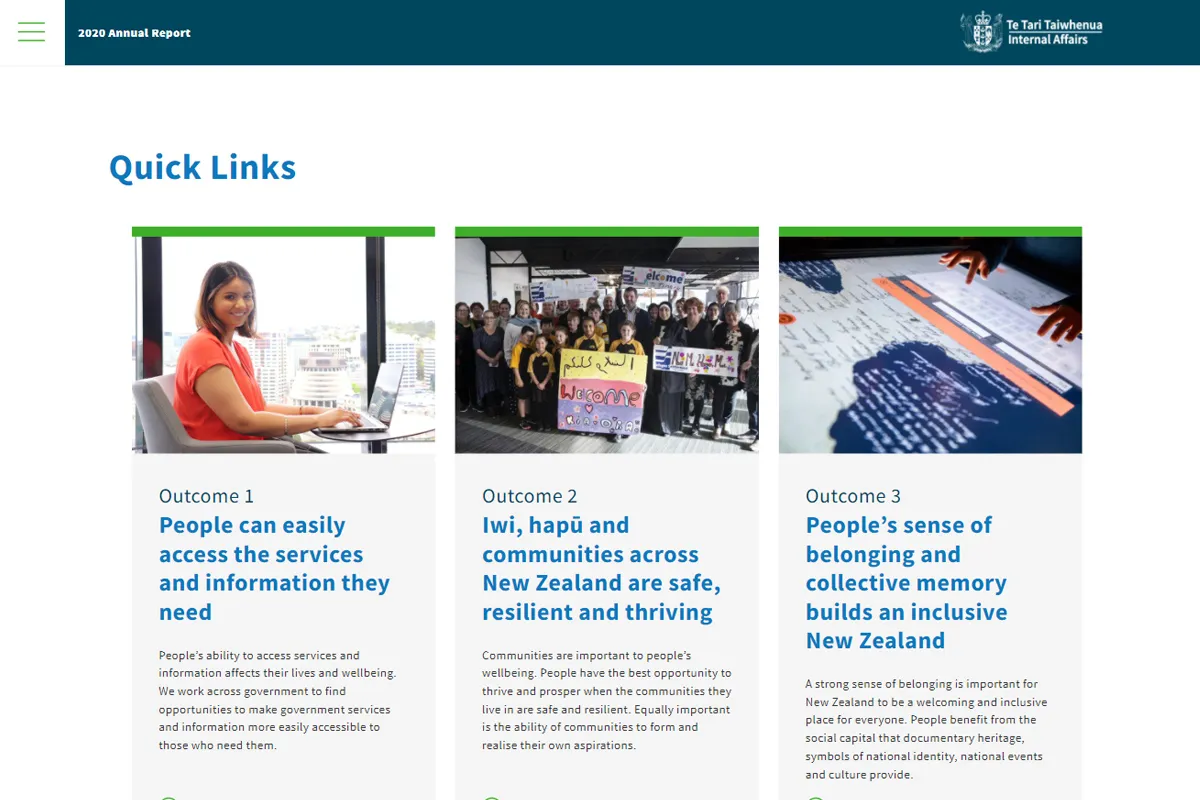 2020 Annual Report
Te Tari Taiwhenua
Internal Affairs
Quick Links
elcome
السلام عليكم
WELCOME
Outcome 1
People can easily
access the services
and information they
need
People’s ability to access services and
information affects their lives and wellbeing.
We work across government to find
opportunities to make government services
and information more easily accessible to
those who need them.
Outcome 2
Iwi, hapū and
communities across
New Zealand are safe,
resilient and thriving
Communities are important to people’s
wellbeing. People have the best opportunity to
thrive and prosper when the communities they
live in are safe and resilient. Equally important
is the ability of communities to form and
realise their own aspirations.
Outcome 3
People’s sense of
belonging and
collective memory
builds an inclusive
New Zealand
A strong sense of belonging is important for
New Zealand to be a welcoming and inclusive
place for everyone. People benefit from the
social capital that documentary heritage,
symbols of national identity, national events
and culture provide.